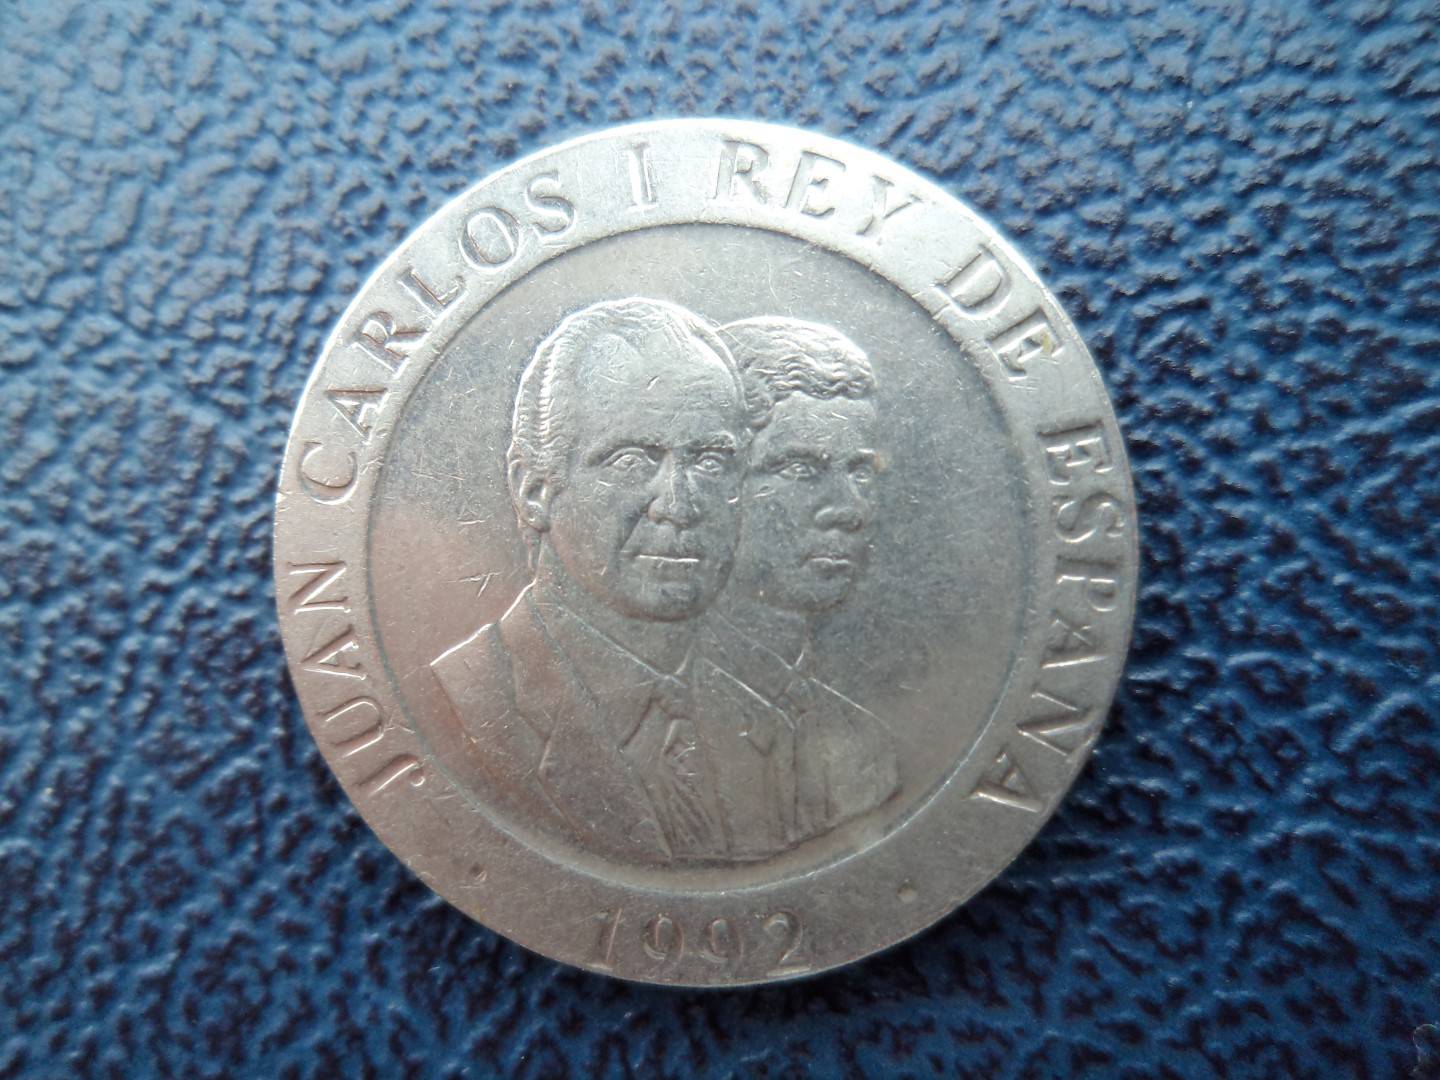 JUAN CARLOS I REY DE ESPAÑA
1992